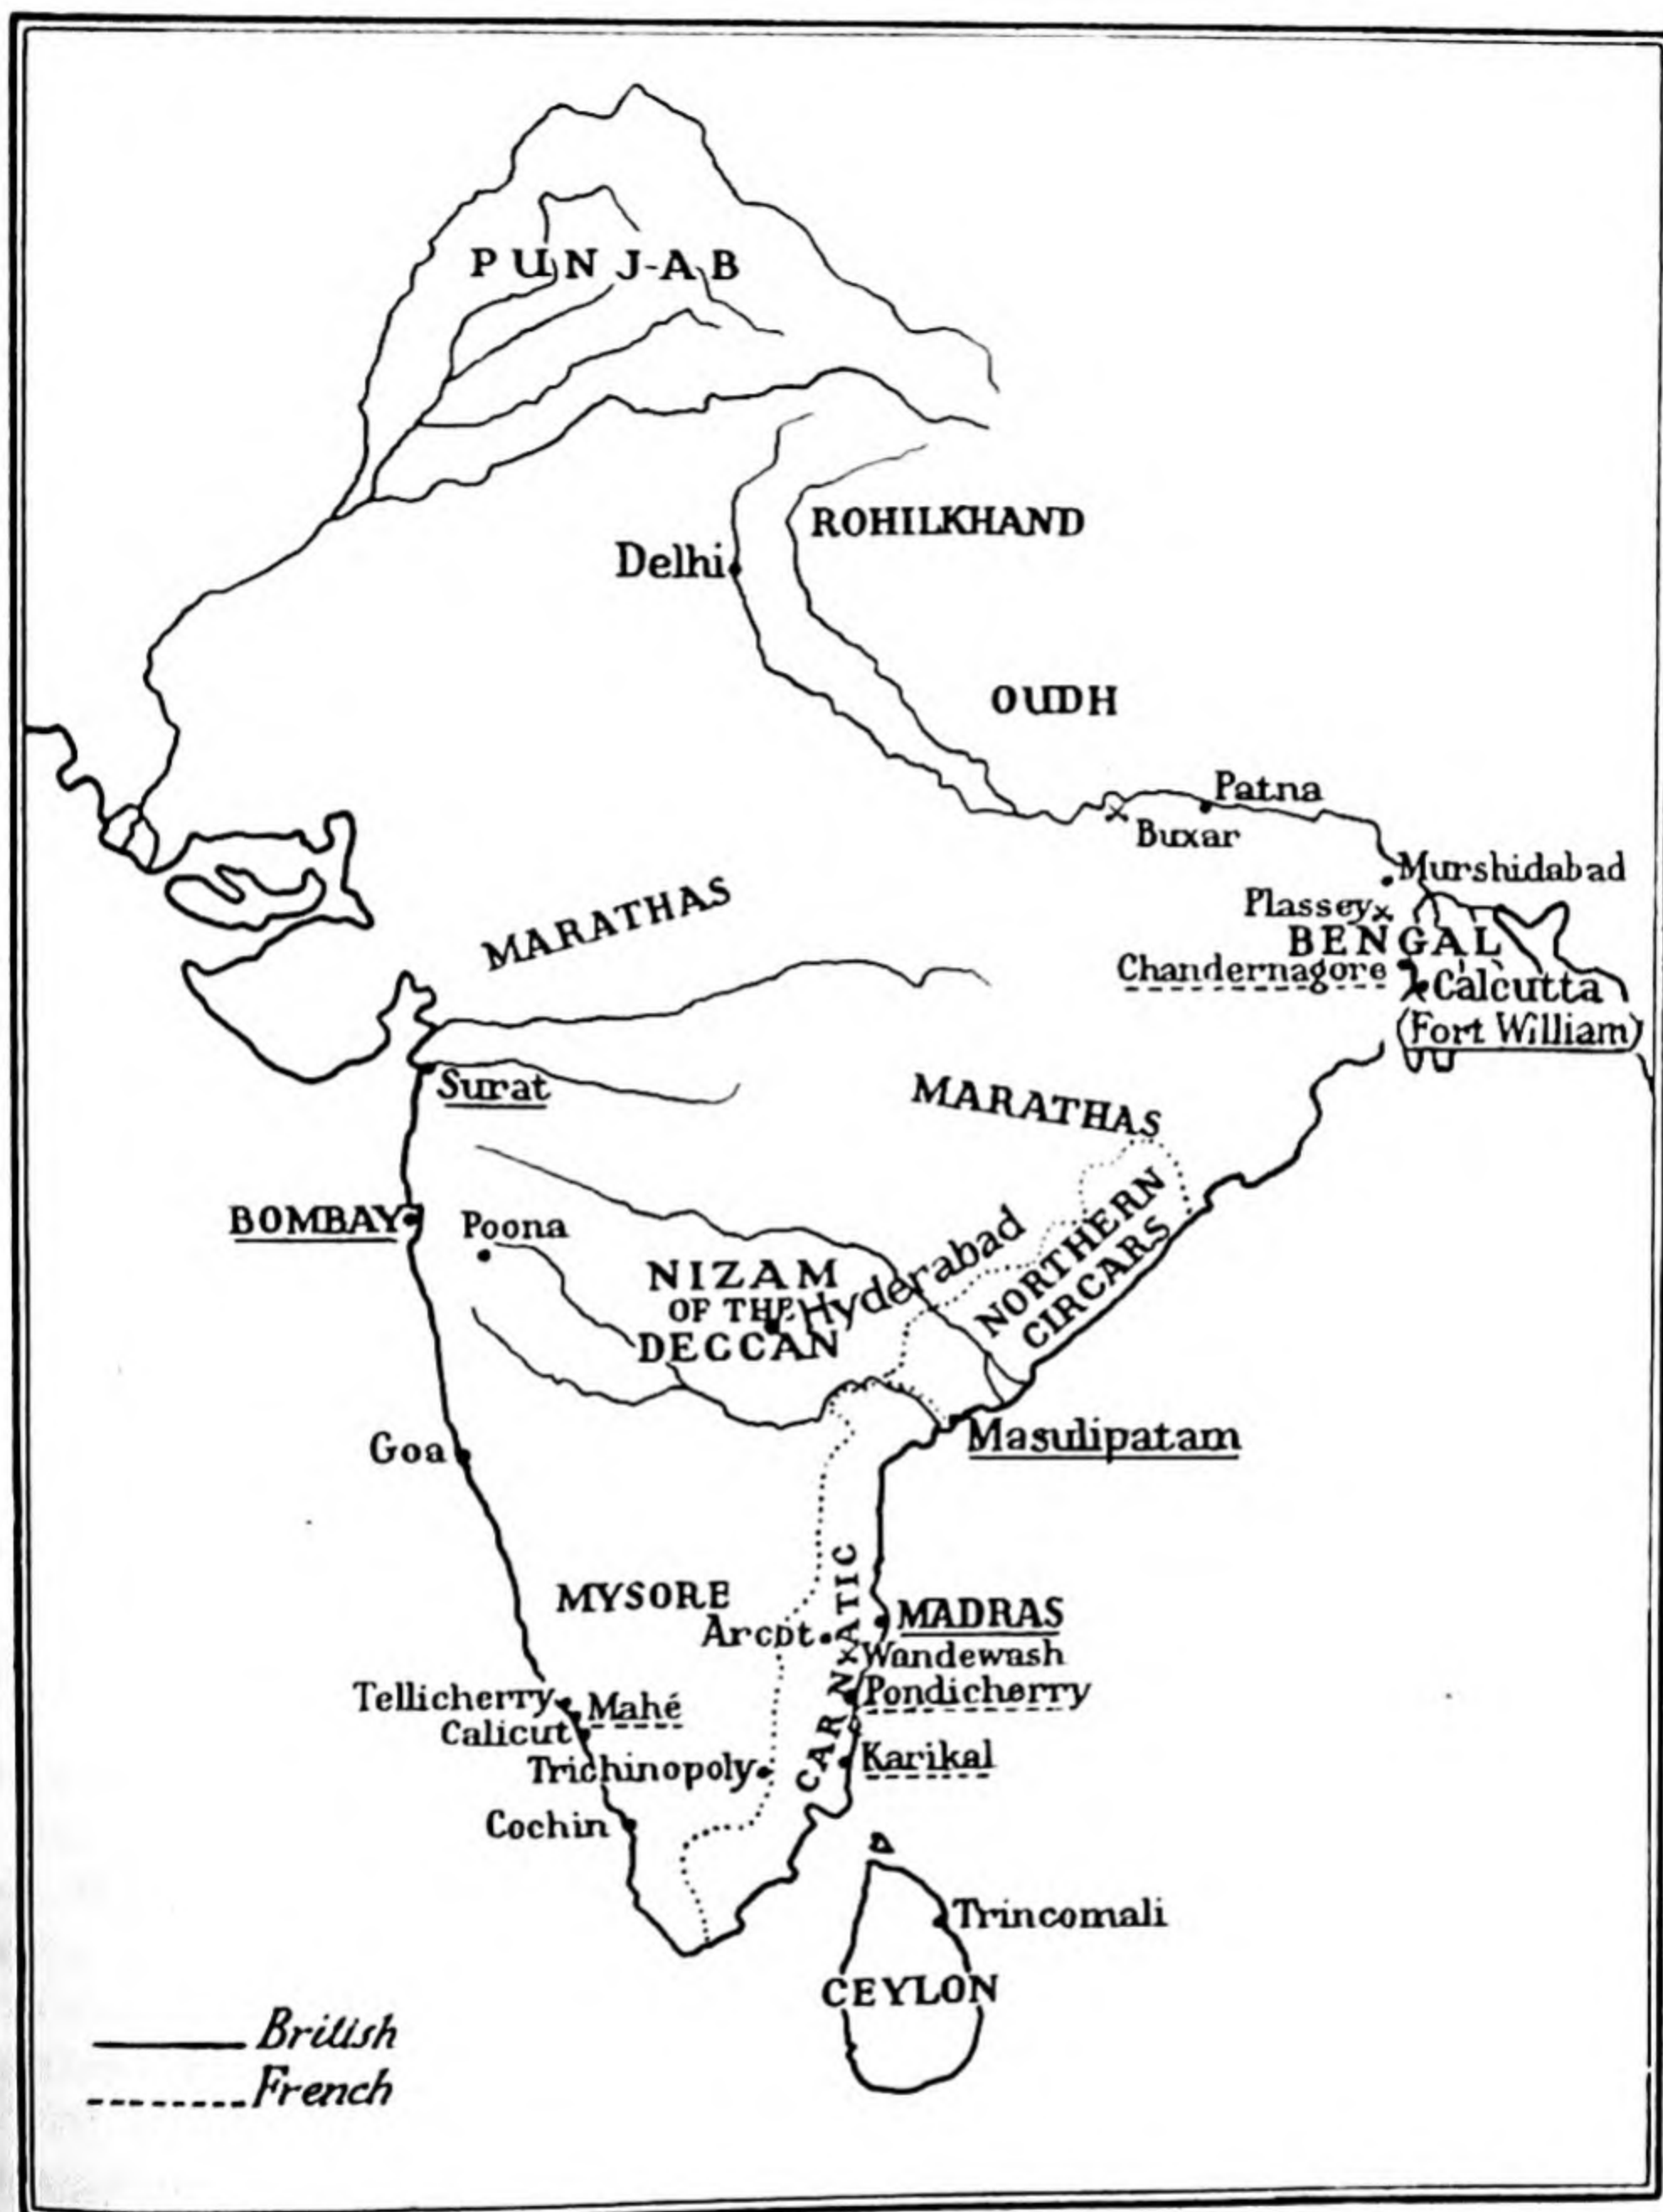 PUNJAB
ROHILKHAND
Delhi
OUDH
Patna
Buxar
Murshidabad
Plassey
BENGAL
Chandernagore
Calcutta
(Fort William)
MARATHAS
Surat
MARATHAS
BOMBAY
Poona
NIZAM
OF THE
DECCAN
Hyderabad
NORTHERN
CIRCARS
Masulipatam
Goa
MYSORE
Arcot
CARNATIC
MADRAS
Wandewash
Pondicherry
Tellicherry
Mahé
Calicut
Trichinopoly
Karikal
Cochin
Trincomali
CEYLON
British
French